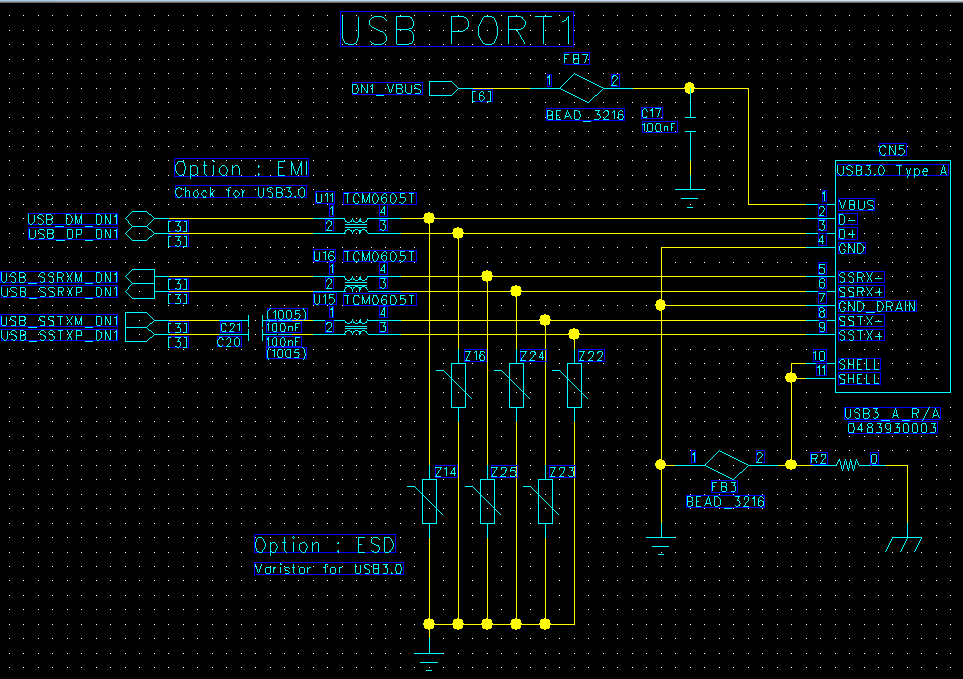 USB PORT1
FB7
DN1_VBUS
[6]
1
2
BEAD_3216
C17
100nF
CN5
USB3.0 Type A
Option : EMI
Chock for USB3.0
U11 TCM0605T
USB_DM_DN1
[3]
1
4
USB_DP_DN1
[3]
2
3
U16 TCM0605T
USB_SSRXM_DN1
[3]
1
4
USB_SSRXP_DN1
[3]
2
3
U15 TCM0605T
USB_SSTXM_DN1
[3]
C21
(1005)
100nF
1
4
USB_SSTXP_DN1
[3]
C20
100nF
(1005)
2
3
1 VBUS
2 D-
3 D+
4 GND
5 SSRX-
6 SSRX+
7 GND_DRAIN
8 SSTX-
9 SSTX+
10 SHELL
11 SHELL
USB3_A_R/A
0483930003
Z16
Z24
Z22
Z14
Z25
Z23
1
2
FB3
BEAD_3216
R2
0
Option : ESD
Varistor for USB3.0